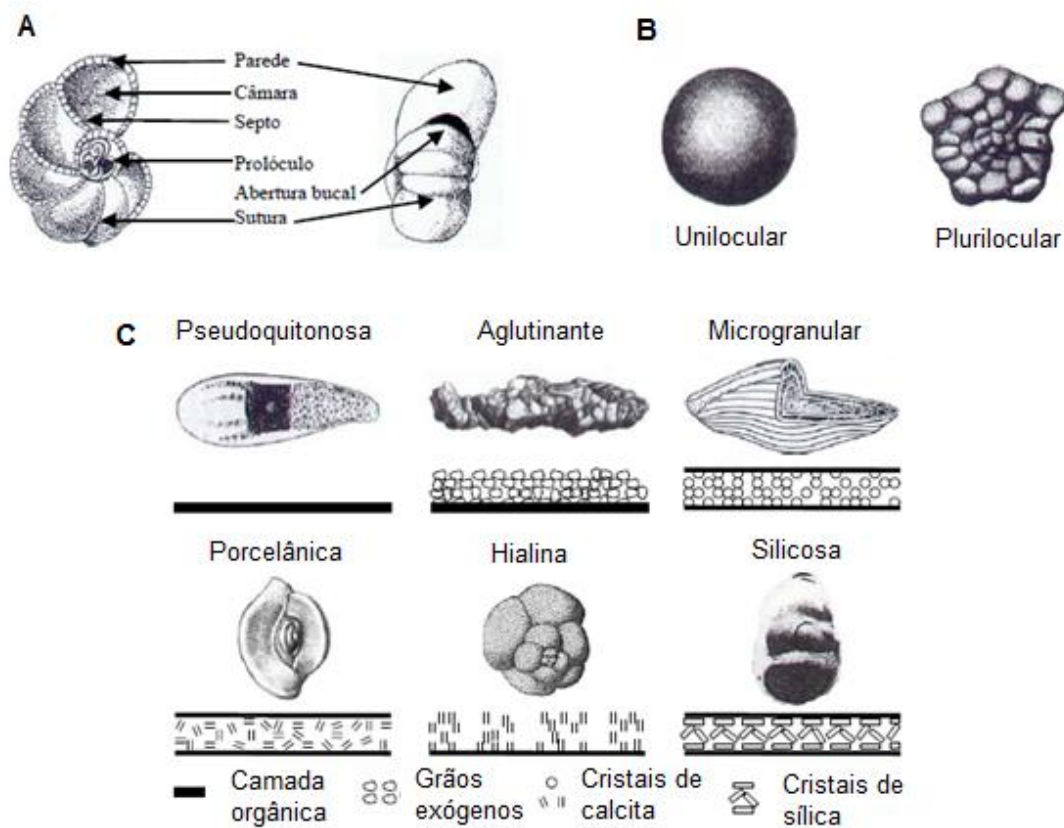 A
Parede
Câmara
Septo
Prolóculo
Abertura bucal
Sutura
B
Unilocular
Plurilocular
C
Pseudoquitonosa
Aglutinante
Microgranular
Porcelânica
Hialina
Silicosa
Camada
orgânica
Grãos
exógenos
Cristais de
calcita
Cristais de
sílica